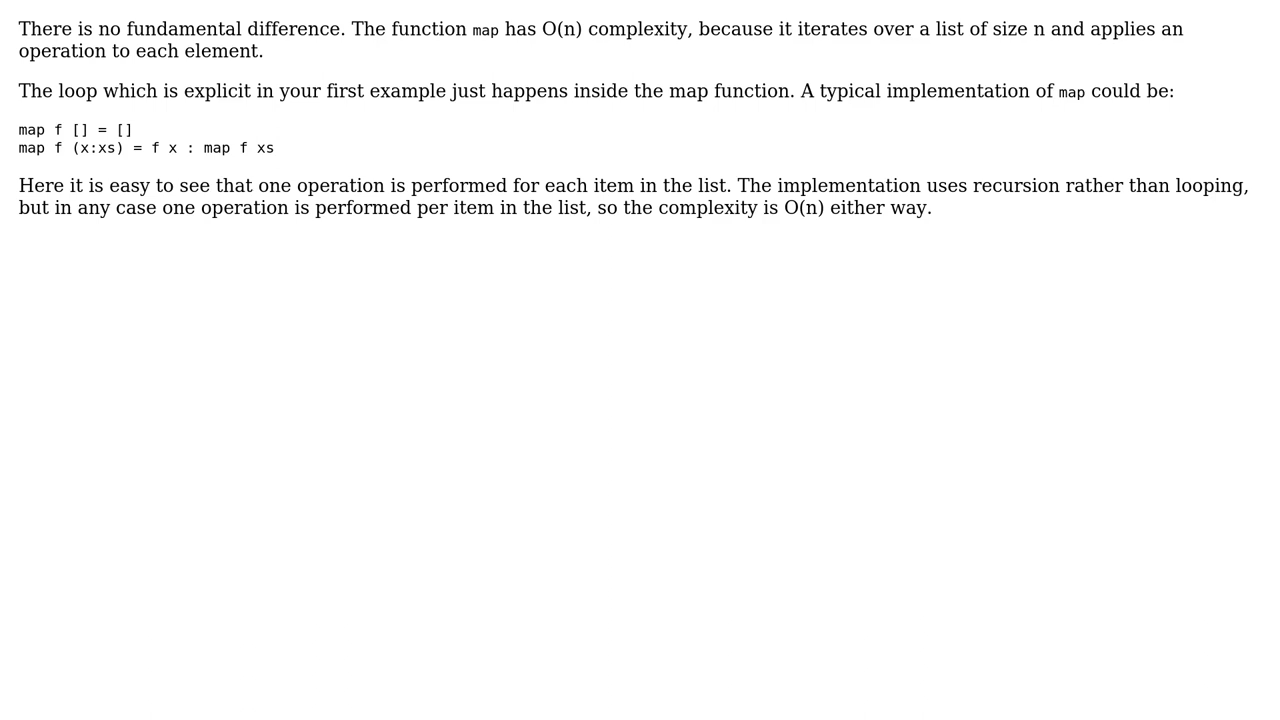 There is no fundamental difference. The function map has O(n) complexity, because it iterates over a list of size n and applies an
operation to each element.
The loop which is explicit in your first example just happens inside the map function. A typical implementation of map could be:
map f [] = []
map f (x:xs) = f x : map f xs
Here it is easy to see that one operation is performed for each item in the list. The implementation uses recursion rather than looping,
but in any case one operation is performed per item in the list, so the complexity is O(n) either way.